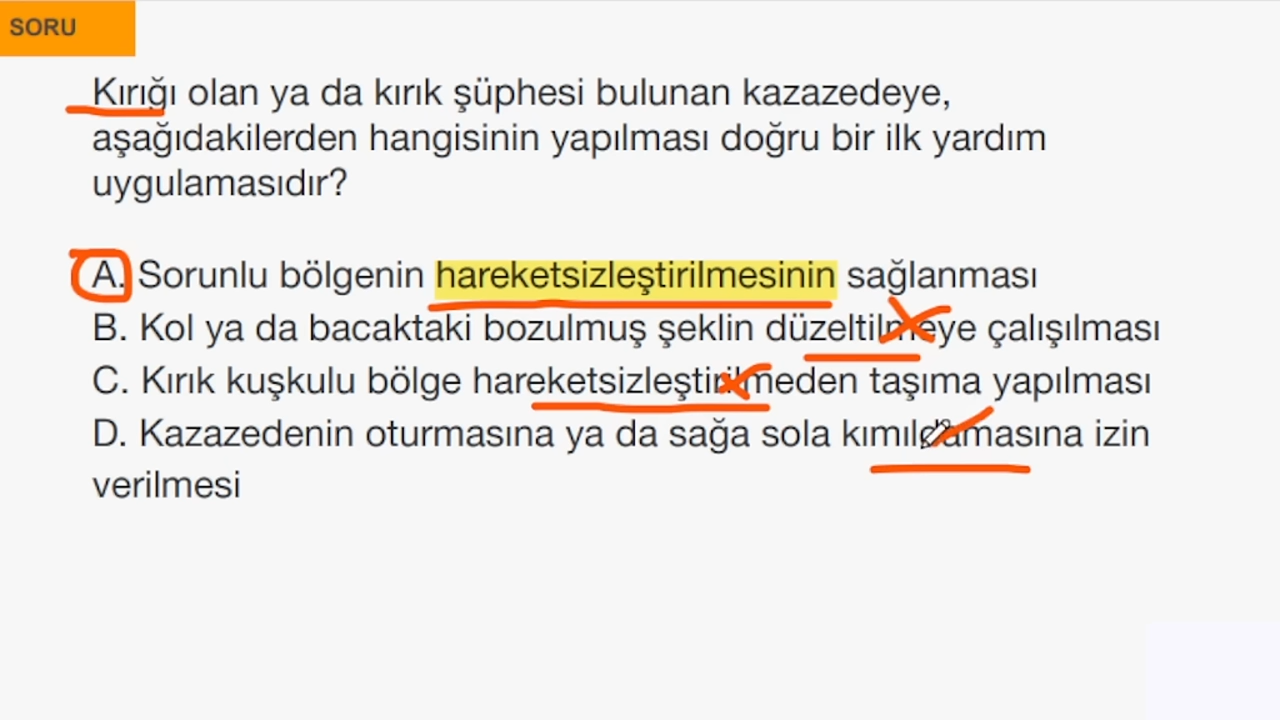 SORU
Kırığı olan ya da kırık şüphesi bulunan kazazedeye,
aşağıdakilerden hangisinin yapılması doğru bir ilk yardım
uygulamasıdır?
A. Sorunlu bölgenin hareketsizleştirilmesinin sağlanması
B. Kol ya da bacaktaki bozulmuş şeklin düzeltilmeye çalışılması
C. Kırık kuşkulu bölge hareketsizleştirilmeden taşıma yapılması
D. Kazazedenin oturmasına ya da sağa sola kımıldamasına izin
verilmesi